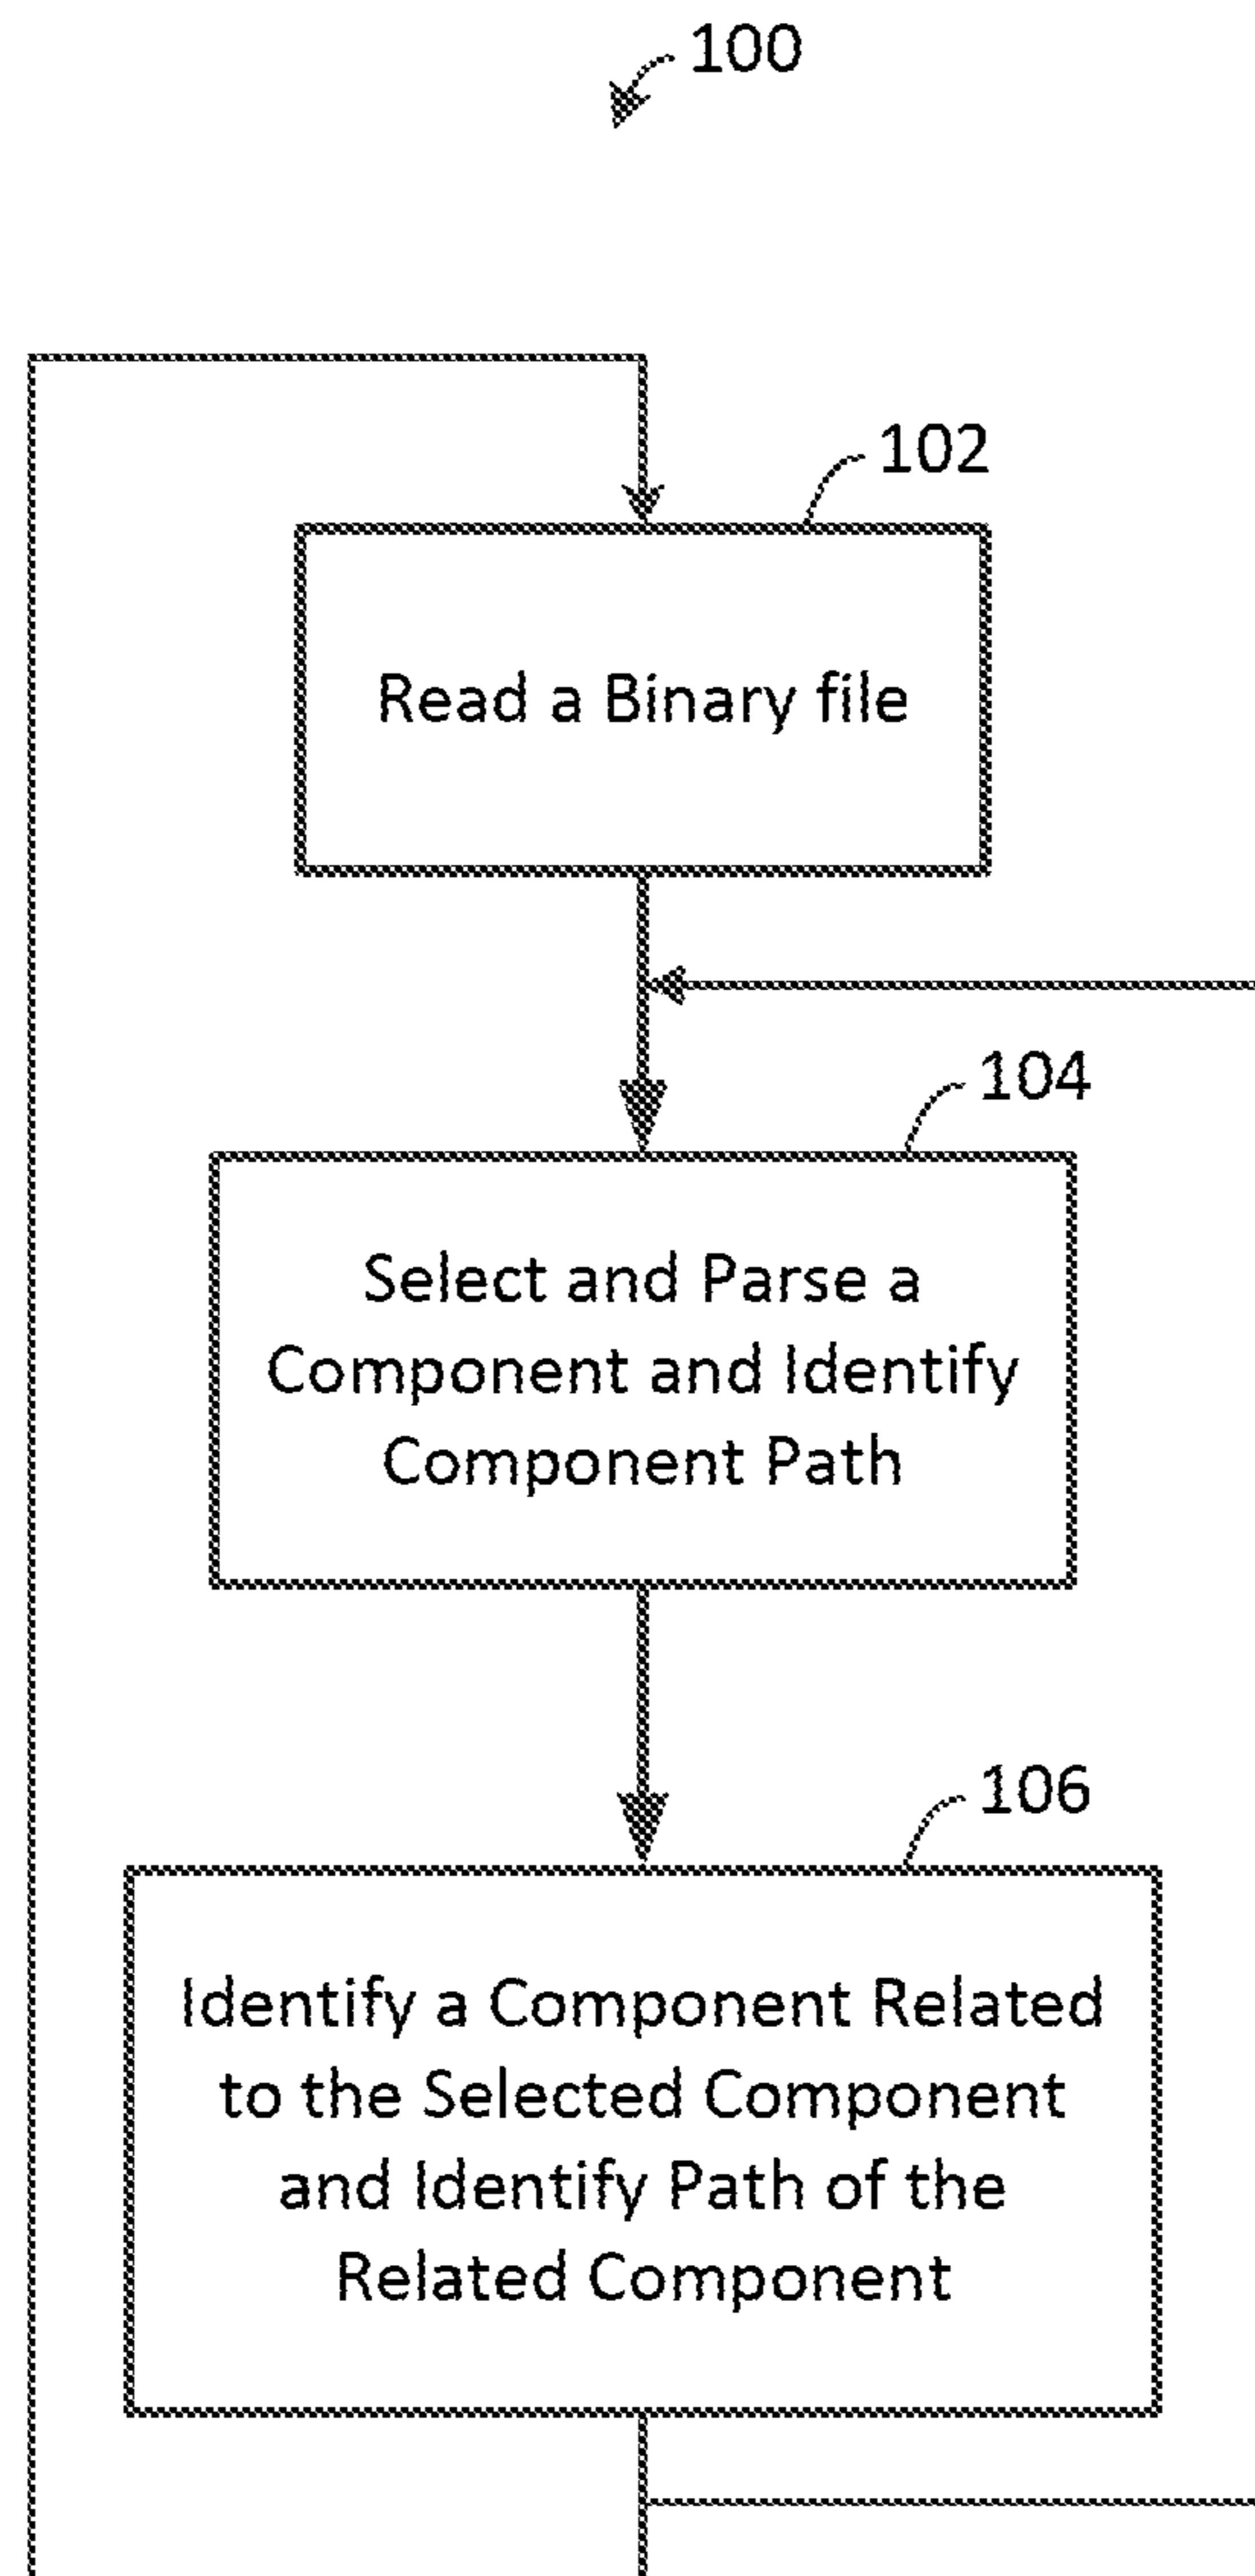 100
102
Read a Binary file
104
Select and Parse a
Component and Identify
Component Path
106
Identify a Component Related
to the Selected Component
and Identify Path of the
Related Component